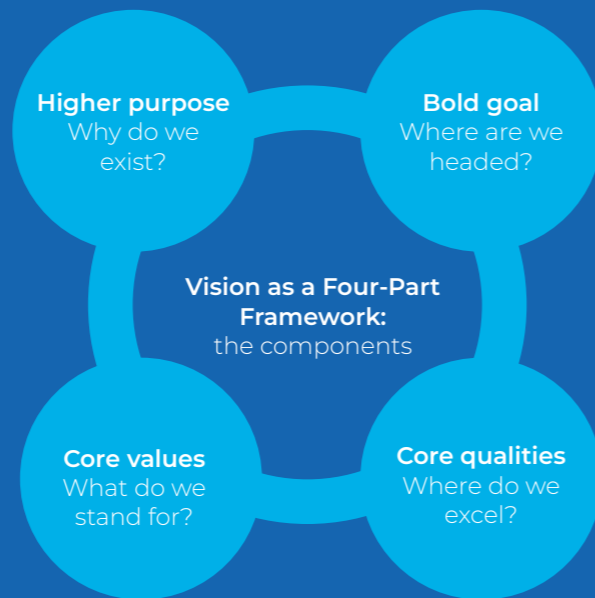 Higher purpose
Why do we
exist?
Bold goal
Where are we
headed?
Vision as a Four-Part
Framework:
the components
Core values
What do we
stand for?
Core qualities
Where do we
excel?